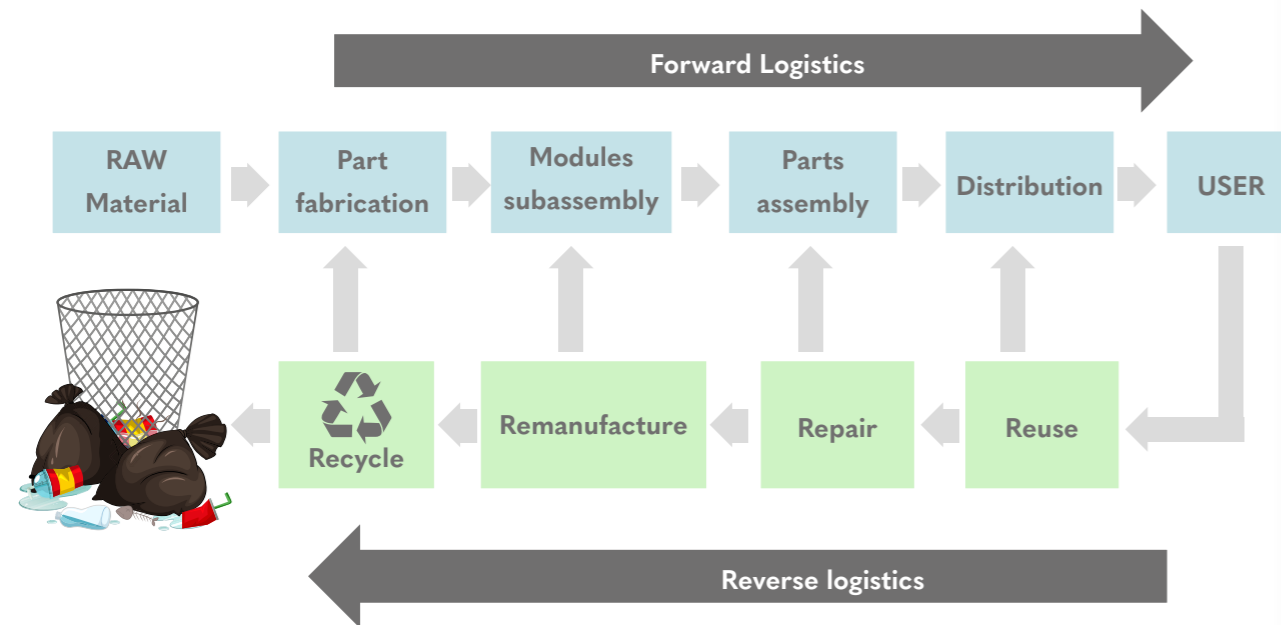 Forward Logistics
RAW
Material
Part
fabrication
Modules
subassembly
Parts
assembly
Distribution
USER
Recycle
Remanufacture
Repair
Reuse
Reverse logistics